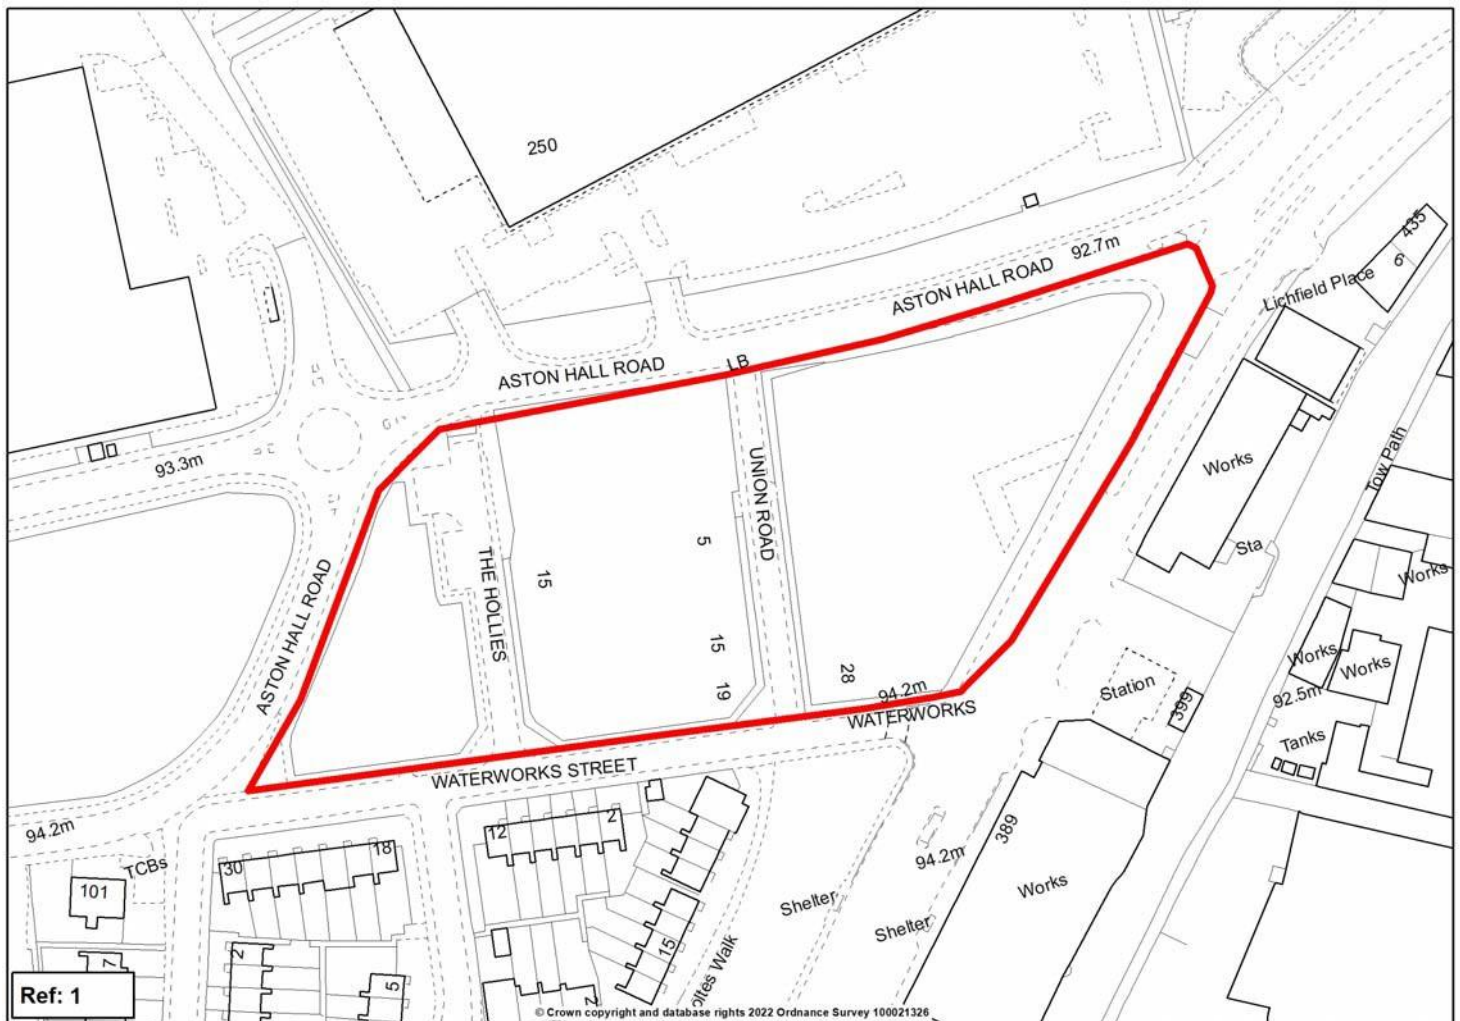 250
435
6
Lichfield Place
92.7m
ASTON HALL ROAD
LB
ASTON HALL ROAD
93.3m
Works
Tow Path
UNION ROAD
5
15
THE HOLLIES
ASTON HALL ROAD
Sta
Works
Works
Works
15
19
28
94.2m
WATERWORKS
Station
399
92.5m
Tanks
WATERWORKS STREET
94.2m
TCBs
101
30
18
12
2
389
94.2m
Works
Shelter
Shelter
15
2
7
5
Ref: 1
© Crown copyright and database rights 2022 Ordnance Survey 100021326